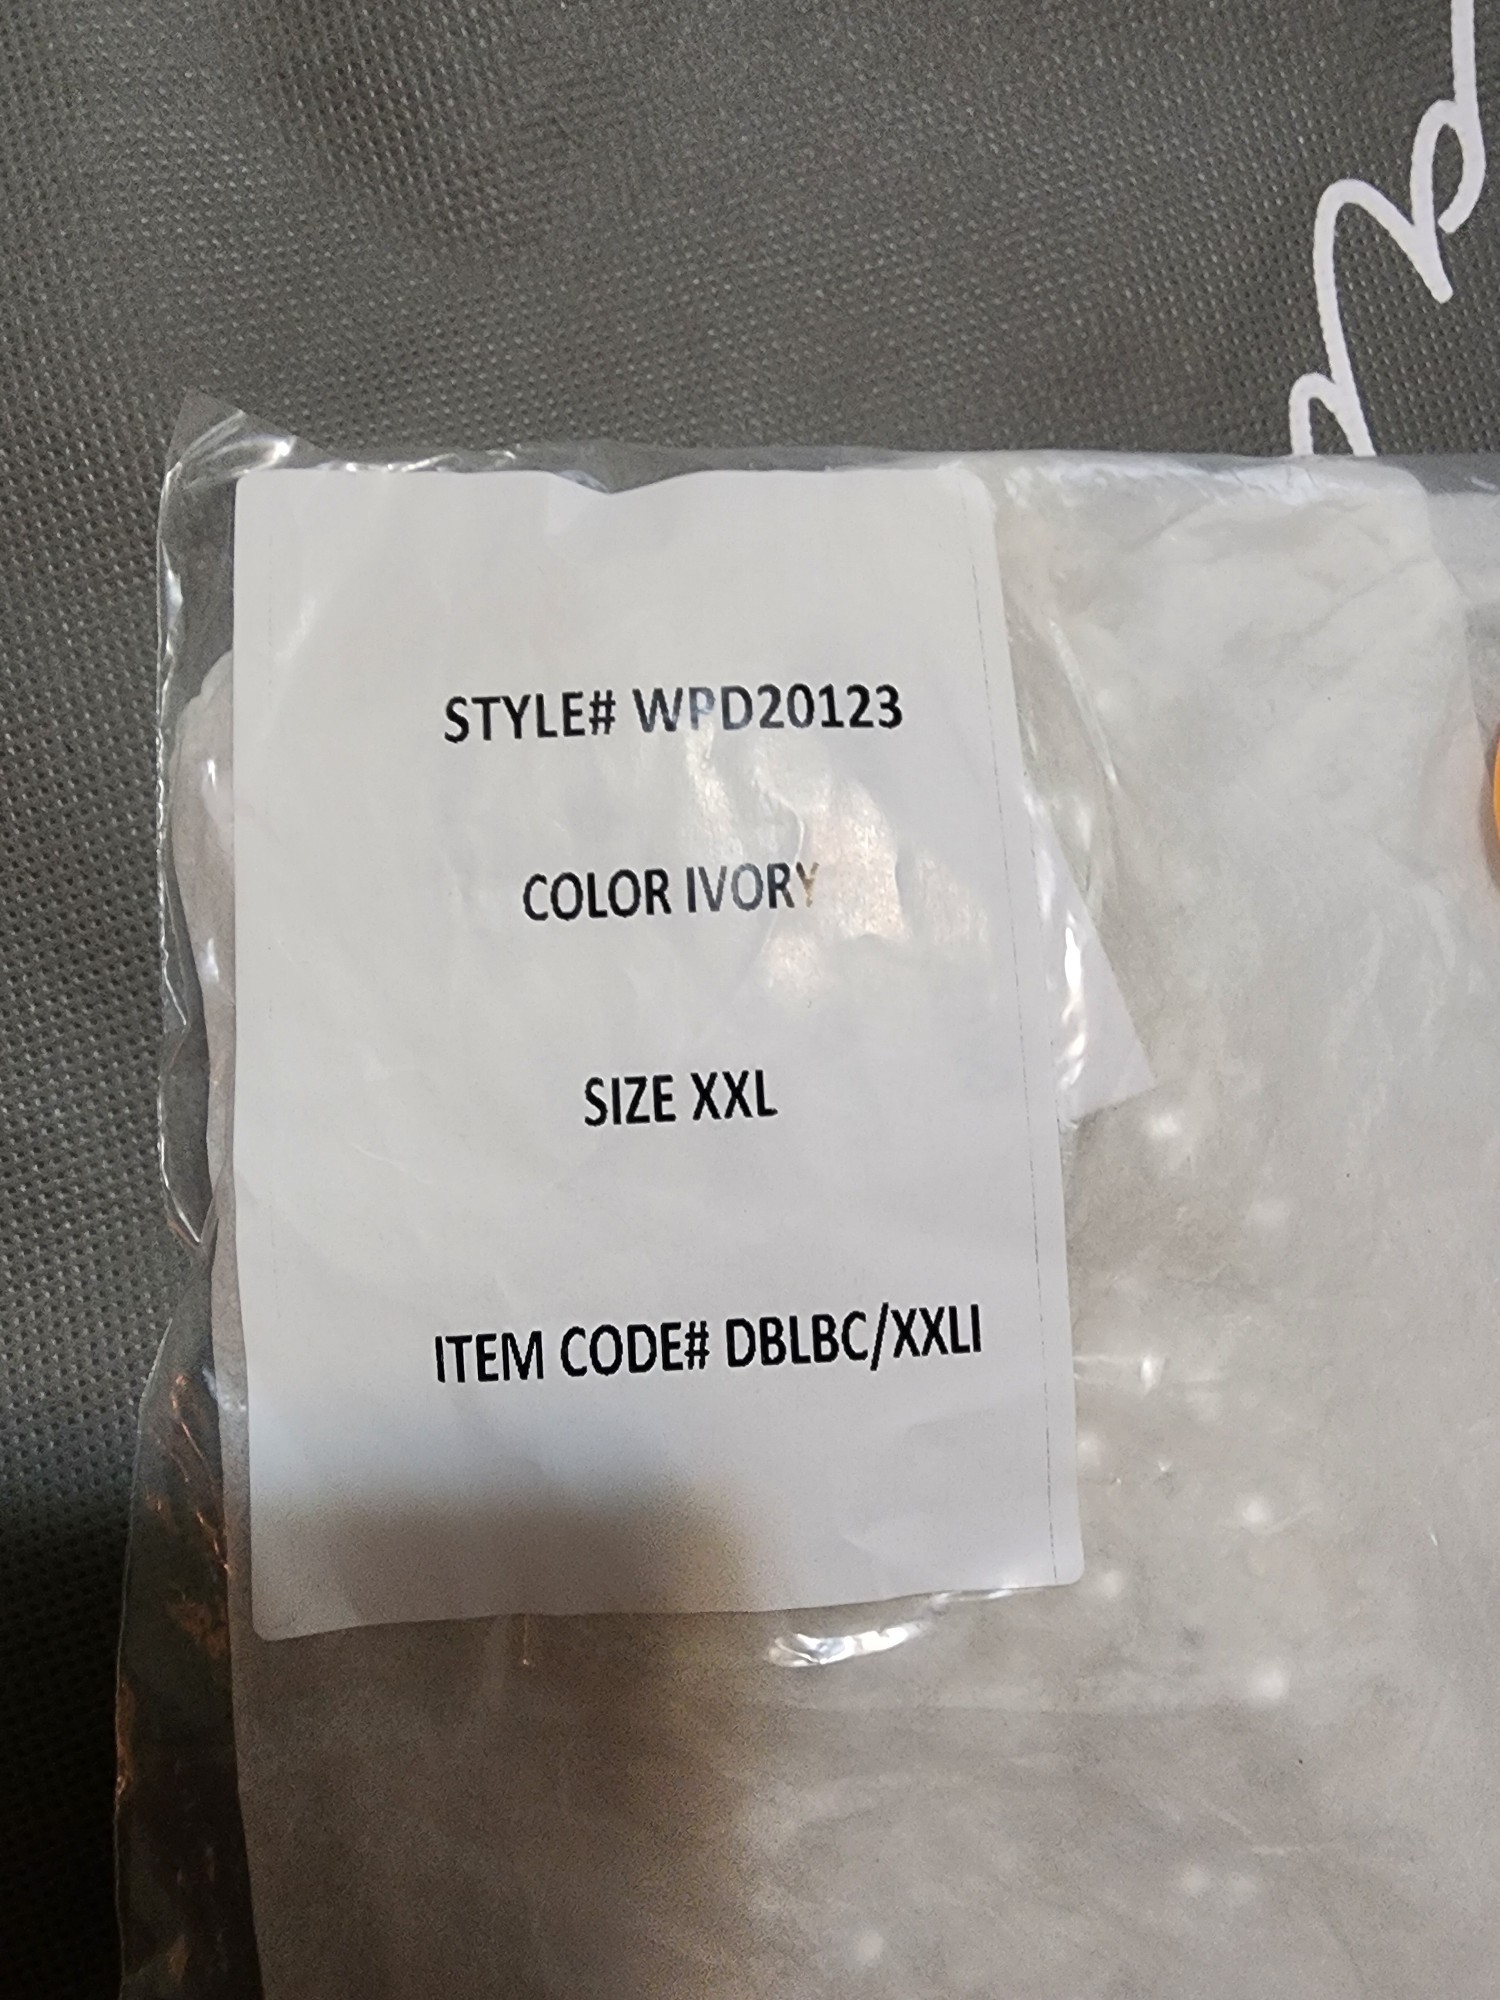 STYLE# WPD20123
COLOR IVORY
SIZE XXL
ITEM CODE# DBLBC/XXLI